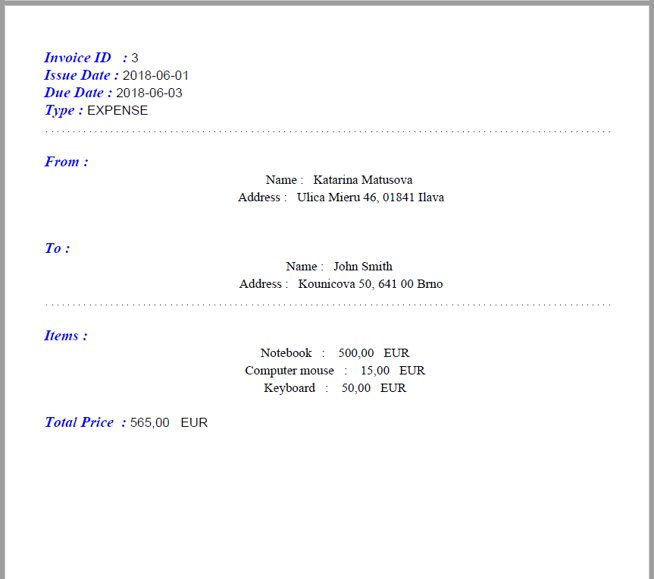 Invoice ID : 3
Issue Date : 2018-06-01
Due Date : 2018-06-03
Type : EXPENSE
From :
Name : Katarina Matusova
Address : Ulica Mieru 46, 01841 Ilava
To :
Name : John Smith
Address : Kounicova 50, 641 00 Brno
Items :
Notebook : 500,00 EUR
Computer mouse : 15,00 EUR
Keyboard : 50,00 EUR
Total Price : 565,00 EUR